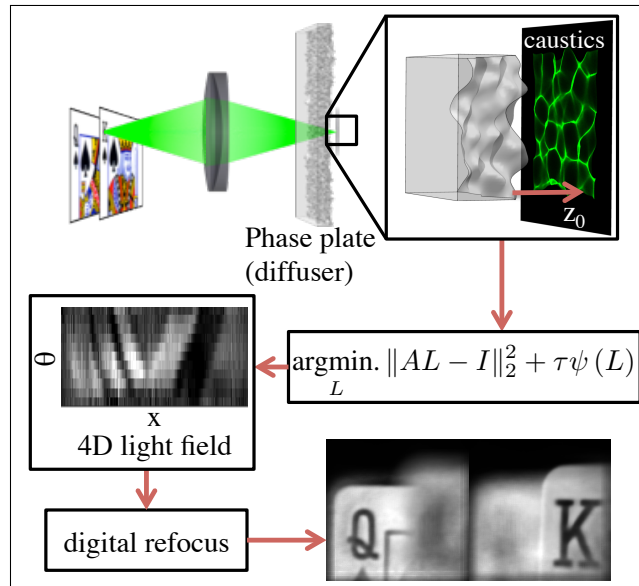 Q
K
caustics
z₀
Phase plate
(diffuser)
argmin. ‖AL − I‖₂² + τψ (L)
L
θ
x
4D light field
digital refocus
Q
K